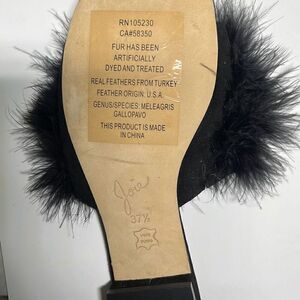 RN105230
CA#58350
FUR HAS BEEN
ARTIFICIALLY
DYED AND TREATED
REAL FEATHERS FROM TURKEY
FEATHER ORIGIN: U.S.A.
GENUS/SPECIES: MELEAGRIS
GALLOPAVO
THIS PRODUCT IS MADE
IN CHINA
Joie
37½